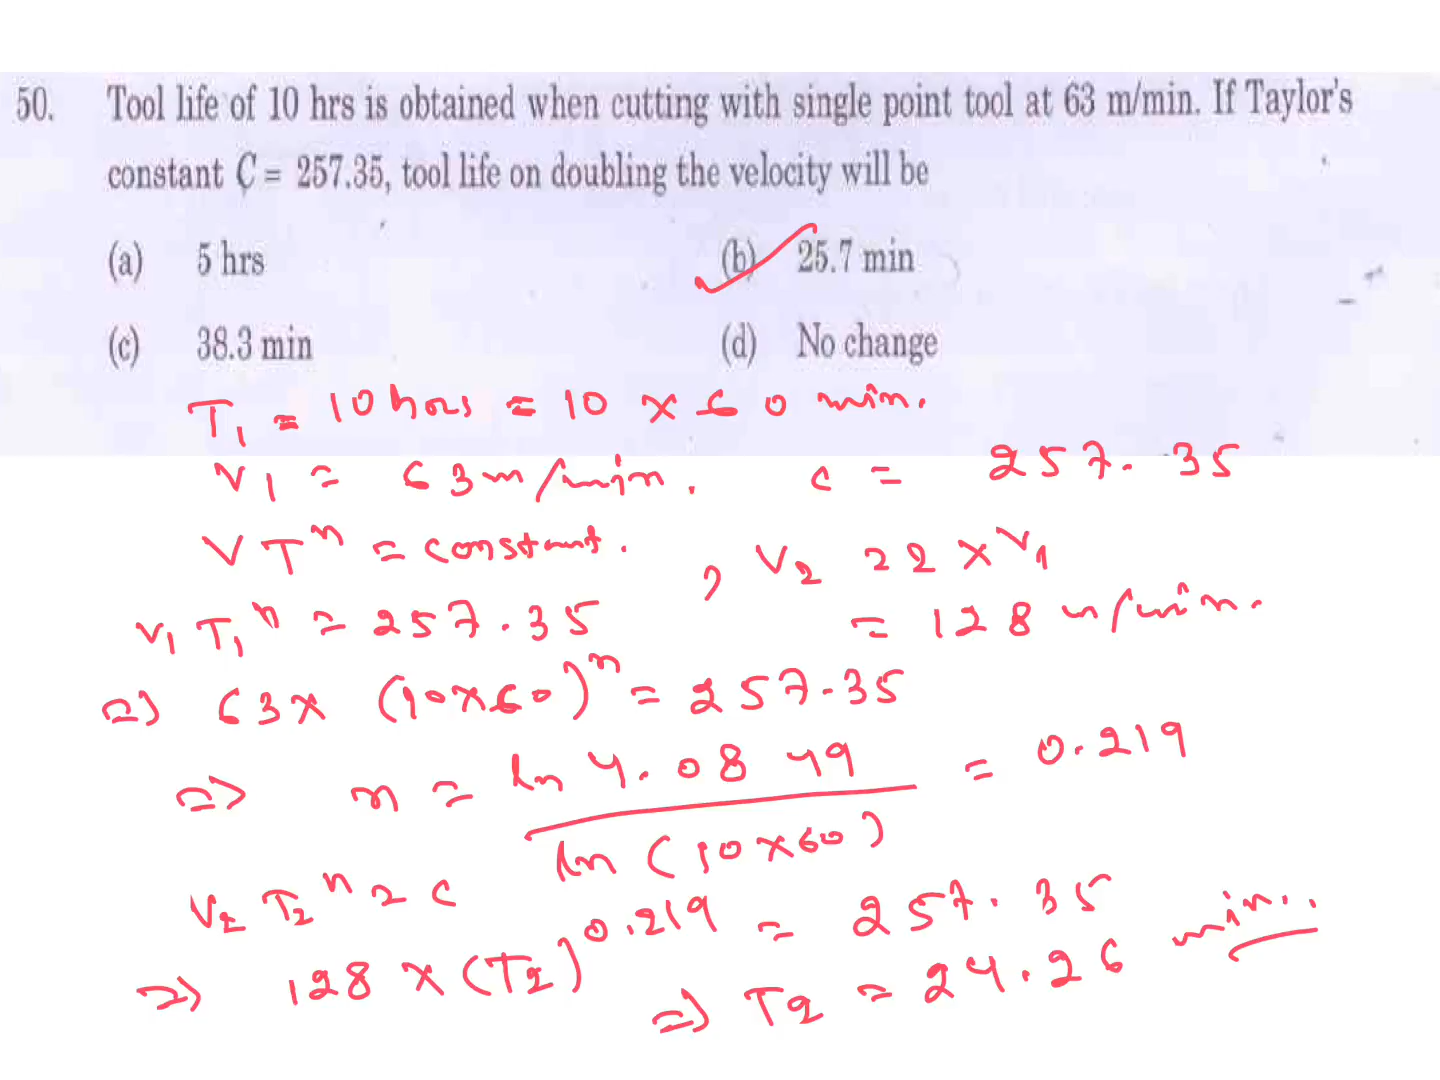 50. Tool life of 10 hrs is obtained when cutting with single point tool at 63 m/min. If Taylor's
constant C = 257.35, tool life on doubling the velocity will be
(a) 5 hrs (b) 25.7 min
(c) 38.3 min (d) No change
T₁ = 10 hrs = 10 × 60 min.
V₁ = 63 m/min. c = 257.35
VTⁿ = constant. , V₂ = 2 × V₁
V₁ T₁ⁿ = 257.35 = 128 m/min.
=> 63 × (10×60)ⁿ = 257.35
=> n = ln 4.0849 / ln (10×60) = 0.219
V₂ T₂ⁿ = C
=> 128 × (T₂)^0.219 = 257.35
=> T₂ = 24.26 min..